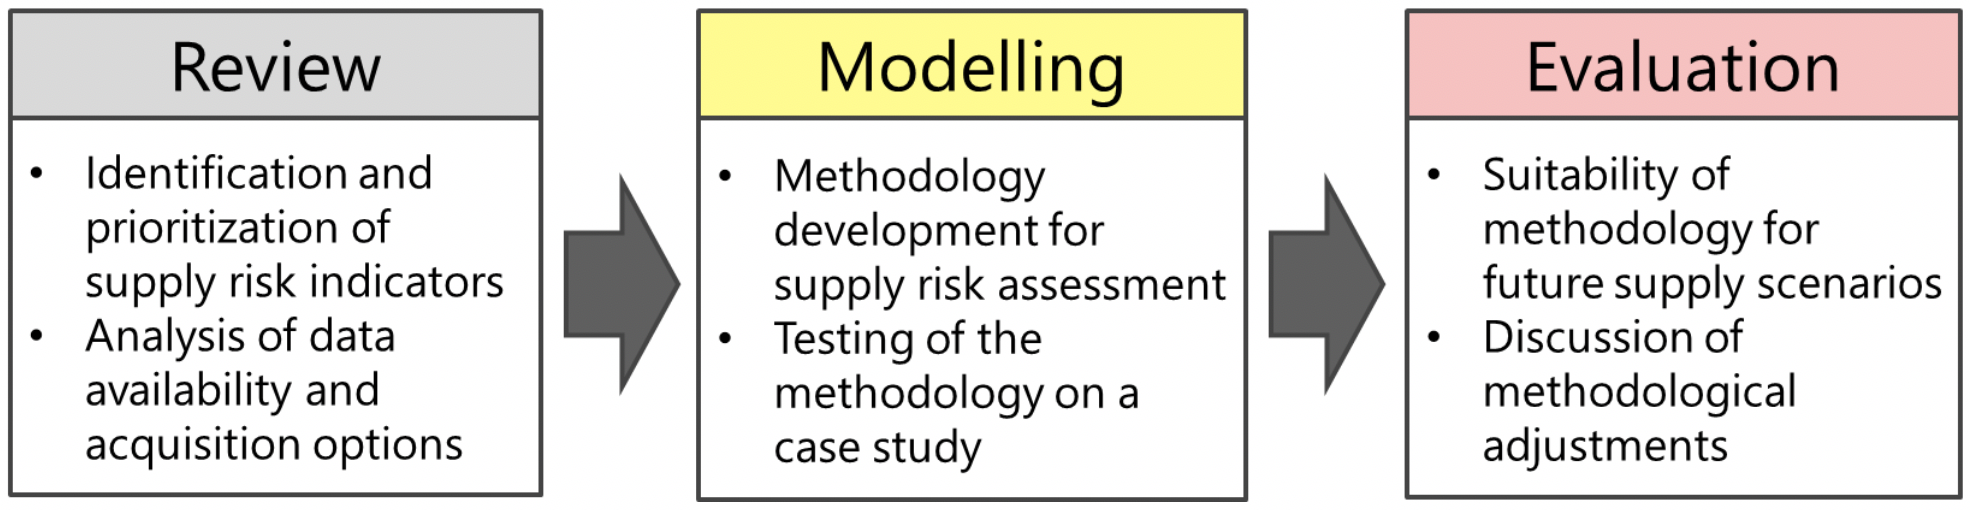 Review
• Identification and
prioritization of
supply risk indicators
• Analysis of data
availability and
acquisition options
Modelling
• Methodology
development for
supply risk assessment
• Testing of the
methodology on a
case study
Evaluation
• Suitability of
methodology for
future supply scenarios
• Discussion of
methodological
adjustments